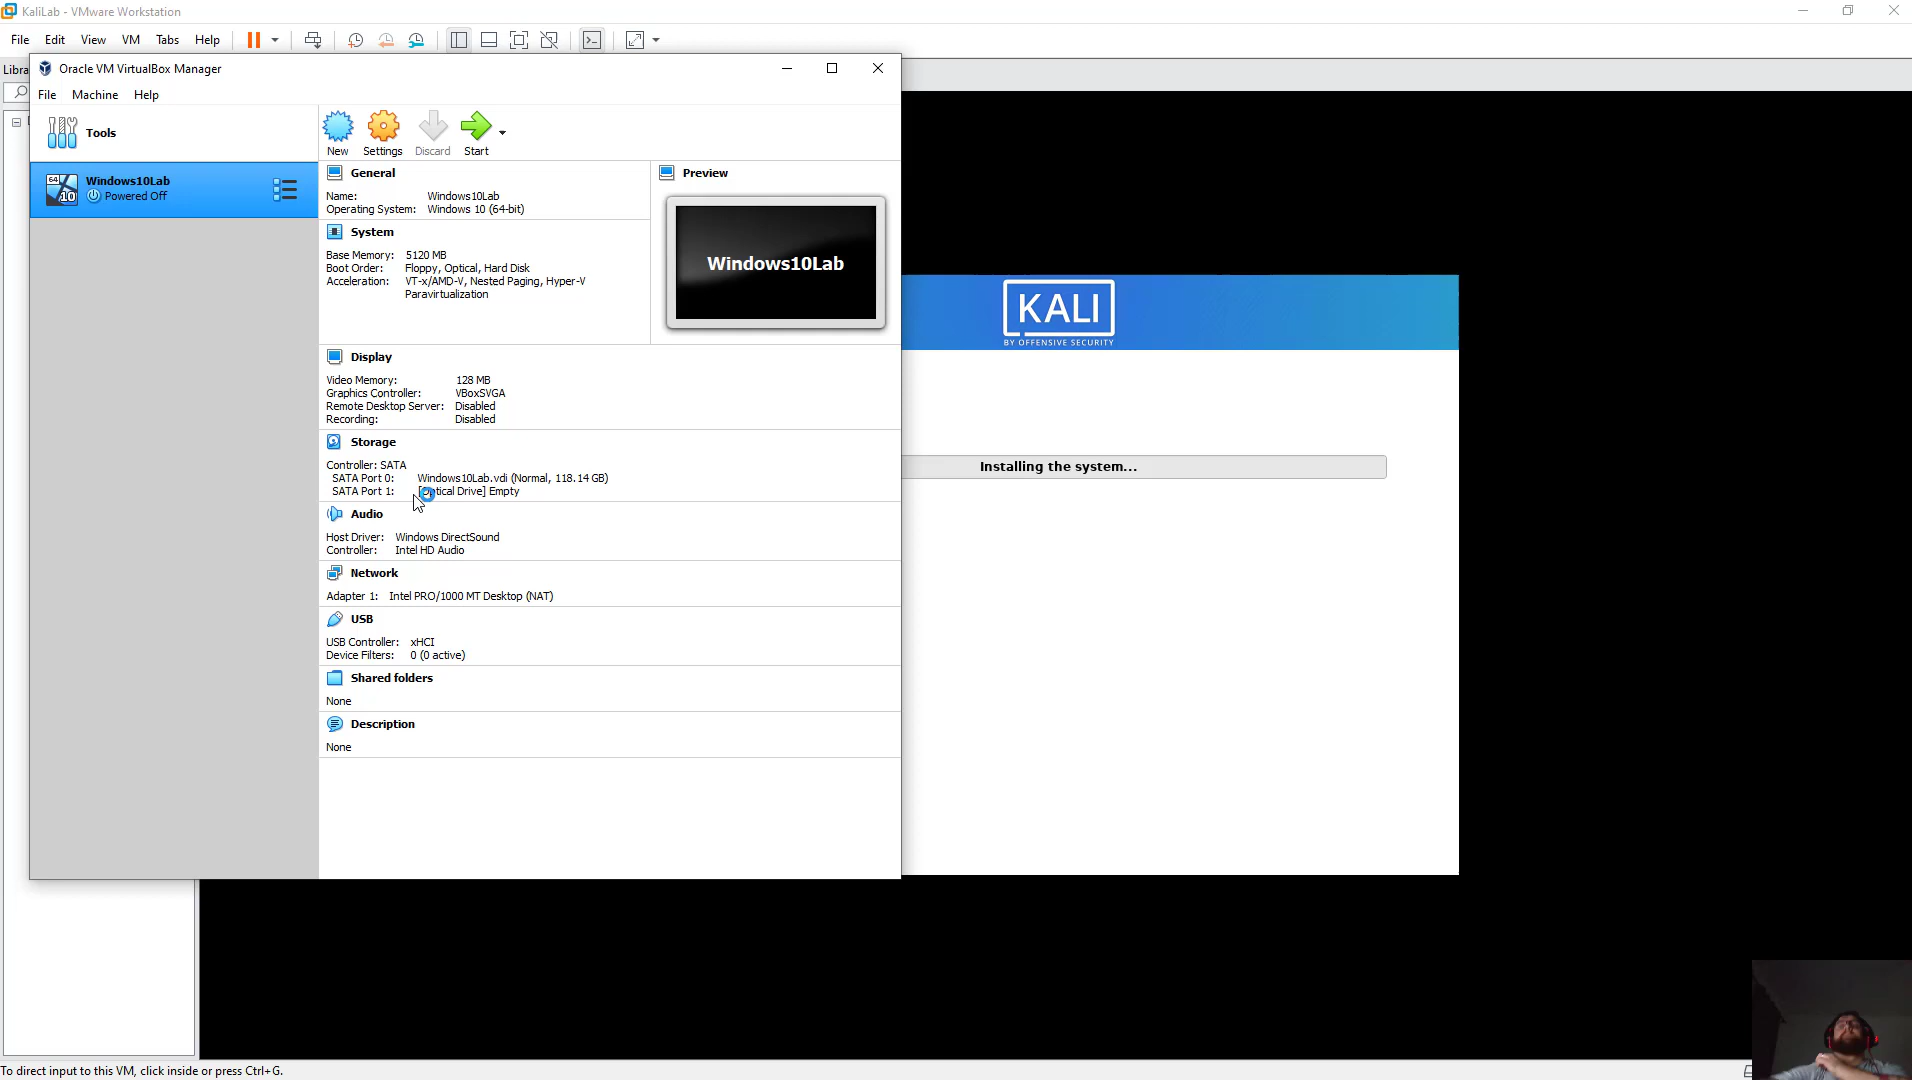 KaliLab - VMware Workstation
File Edit View VM Tabs Help
Libra
Oracle VM VirtualBox Manager
File Machine Help
Tools
New Settings Discard Start
64
10
Windows10Lab
Powered Off
General
Name: Windows10Lab
Operating System: Windows 10 (64-bit)
System
Base Memory: 5120 MB
Boot Order: Floppy, Optical, Hard Disk
Acceleration: VT-x/AMD-V, Nested Paging, Hyper-V
Paravirtualization
Preview
Windows10Lab
Display
Video Memory: 128 MB
Graphics Controller: VBoxSVGA
Remote Desktop Server: Disabled
Recording: Disabled
Storage
Controller: SATA
SATA Port 0: Windows10Lab.vdi (Normal, 118.14 GB)
SATA Port 1: [Optical Drive] Empty
Audio
Host Driver: Windows DirectSound
Controller: Intel HD Audio
Network
Adapter 1: Intel PRO/1000 MT Desktop (NAT)
USB
USB Controller: xHCI
Device Filters: 0 (0 active)
Shared folders
None
Description
None
KALI
BY OFFENSIVE SECURITY
Installing the system...
To direct input to this VM, click inside or press Ctrl+G.